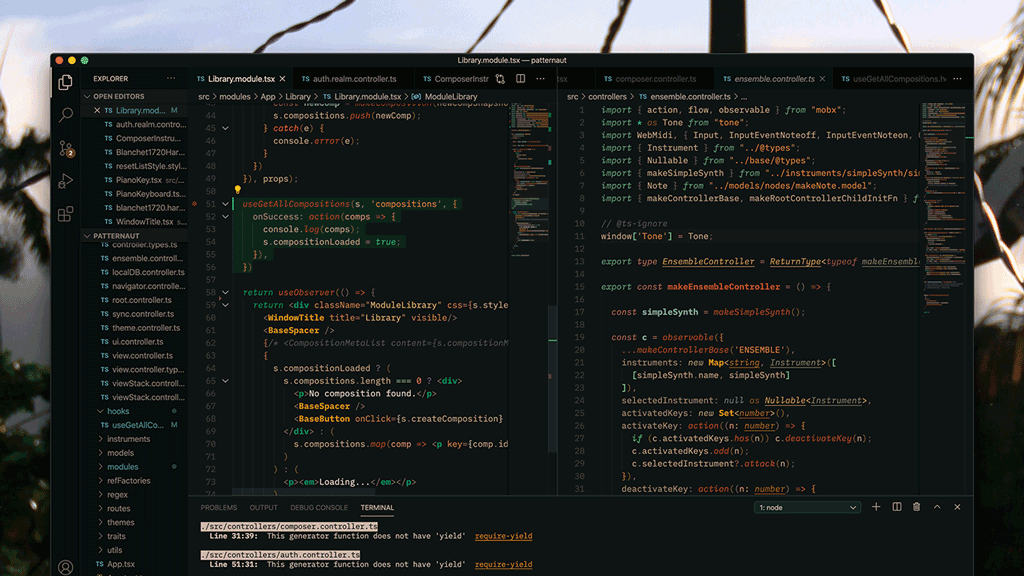 Library.module.tsx — patternaut
EXPLORER
OPEN EDITORS
TS Library.mod... M
TS auth.realm.contro...
TS ComposerInstru...
TS Blanchet1720Har...
TS resetListStyle.styl...
TS PianoKey.tsx src/...
TS PianoKeyboard.ts
TS blanchet1720.how...
TS WindowTitle.tsx
PATTERNAUT
TS controller.types.ts
TS ensemble.controll...
TS localDB.controller.ts
TS navigator.controlle...
TS root.controller.ts
TS sync.controller.ts
TS theme.controller.ts
TS ui.controller.ts
TS view.controller.ts
TS view.controller.typ...
TS viewStack.controll...
TS viewStack.controll...
hooks
TS useGetAllCo... M
instruments
models
modules
refFactories
regex
routes
themes
traits
utils
TS App.tsx
TS Library.module.tsx
TS auth.realm.controller.ts
TS ComposerInstr
src > modules > App > Library > TS Library.module.tsx > ModuleLibrary
44 s.compositions.push(newComp);
45 } catch(e) {
46 console.error(e);
47 }
48 })
49 }), props);
50
51 useGetAllCompositions(s, 'compositions', {
52 onSuccess: action(comps => {
53 console.log(comps);
54 s.compositionLoaded = true;
55 }),
56 })
57
58 return useObserver(() => {
59 return <div className="ModuleLibrary" css={s.style
60 <WindowTitle title="Library" visible/>
61 <BaseSpacer />
62 {/* <CompositionMetaList content={s.compositionM
63 {
64 s.compositionLoaded ? (
65 s.compositions.length === 0 ? <div>
66 <p>No composition found.</p>
67 <BaseSpacer />
68 <BaseButton onClick={s.createComposition}
69 </div> : (
70 s.compositions.map(comp => <p key={comp.id
71 )
72 ) : (
73 <p><em>Loading...</em></p>
74 )
tsx
TS composer.controller.ts
TS ensemble.controller.ts
TS useGetAllCompositions.ho
src > controllers > TS ensemble.controller.ts > ...
1 import { action, flow, observable } from "mobx";
2 import * as Tone from "tone";
3 import WebMidi, { Input, InputEventNoteoff, InputEventNoteon,
4 import { Instrument } from "../@types";
5 import { Nullable } from "../base/@types";
6 import { makeSimpleSynth } from "../instruments/simpleSynth/si
7 import { Note } from "../models/nodes/makeNote.model";
8 import { makeControllerBase, makeRootControllerChildInitFn } f
9
10 // @ts-ignore
11 window['Tone'] = Tone;
12
13 export type EnsembleController = ReturnType<typeof makeEnsembl
14
15 export const makeEnsembleController = () => {
16
17 const simpleSynth = makeSimpleSynth();
18
19 const c = observable({
20 ...makeControllerBase('ENSEMBLE'),
21 instruments: new Map<string, Instrument>([
22 [simpleSynth.name, simpleSynth]
23 ]),
24 selectedInstrument: null as Nullable<Instrument>,
25 activatedKeys: new Set<number>(),
26 activateKey: action((n: number) => {
27 if (c.activatedKeys.has(n)) c.deactivateKey(n);
28 c.activatedKeys.add(n);
29 c.selectedInstrument?.attack(n);
30 }),
31 deactivateKey: action((n: number) => {
PROBLEMS OUTPUT DEBUG CONSOLE TERMINAL 1: node
./src/controllers/composer.controller.ts
Line 31:39: This generator function does not have 'yield' require-yield
./src/controllers/auth.controller.ts
Line 51:31: This generator function does not have 'yield' require-yield